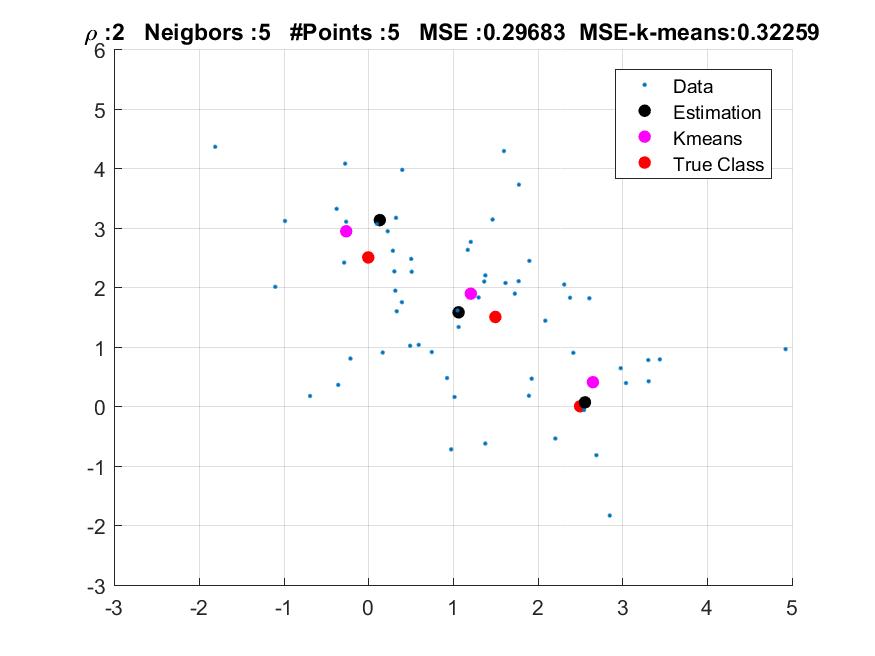 ρ :2 Neigbors :5 #Points :5 MSE :0.29683 MSE-k-means:0.32259
6
5
4
3
2
1
0
-1
-2
-3
-3 -2 -1 0 1 2 3 4 5
Data
Estimation
Kmeans
True Class